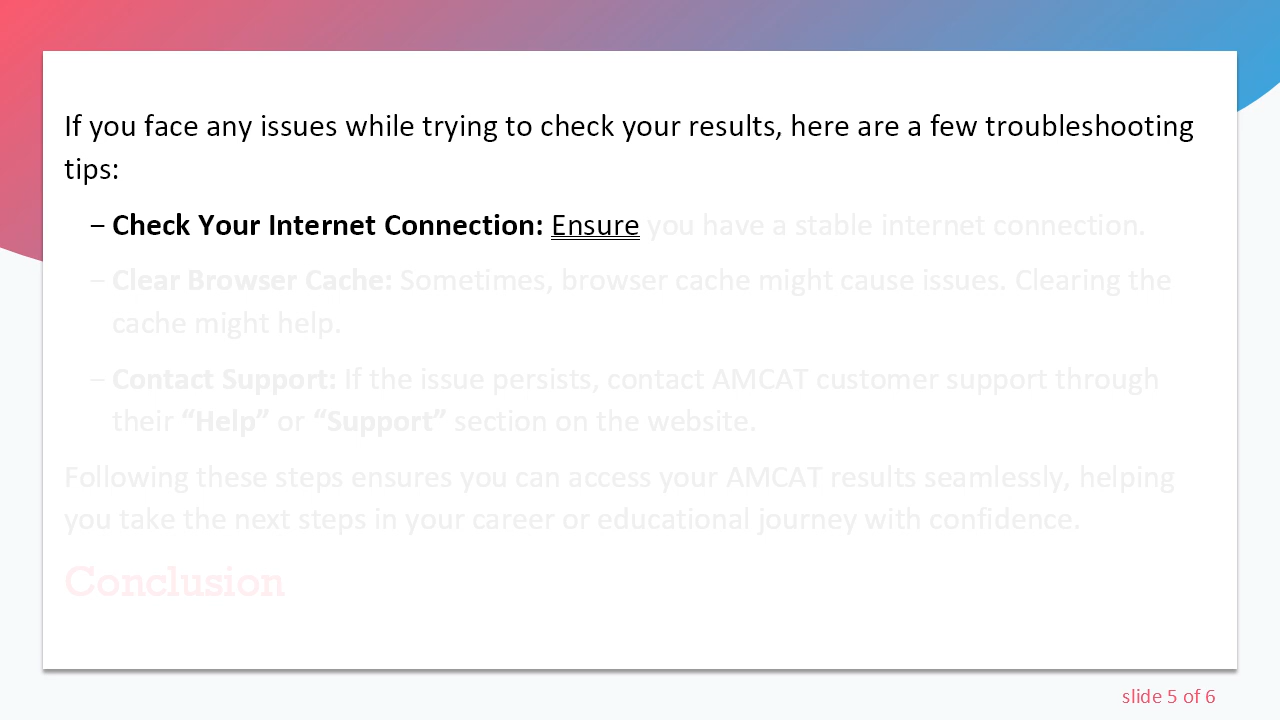 If you face any issues while trying to check your results, here are a few troubleshooting
tips:
– Check Your Internet Connection: Ensure you have a stable internet connection.
– Clear Browser Cache: Sometimes, browser cache might cause issues. Clearing the
cache might help.
– Contact Support: If the issue persists, contact AMCAT customer support through
their “Help” or “Support” section on the website.
Following these steps ensures you can access your AMCAT results seamlessly, helping
you take the next steps in your career or educational journey with confidence.
Conclusion
slide 5 of 6